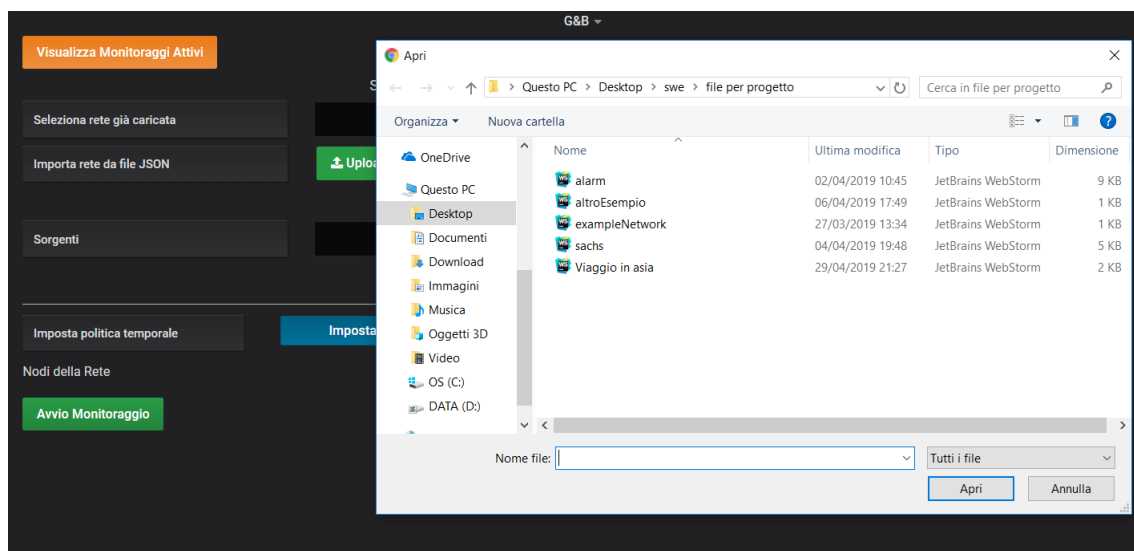 G&B
Visualizza Monitoraggi Attivi
Apri
S
Questo PC > Desktop > swe > file per progetto
Cerca in file per progetto
Seleziona rete già caricata
Organizza
Nuova cartella
Importa rete da file JSON
Uploa
Nome Ultima modifica Tipo Dimensione
OneDrive
Questo PC
Desktop
Documenti
Download
Immagini
Musica
Oggetti 3D
Video
OS (C:)
DATA (D:)
alarm 02/04/2019 10:45 JetBrains WebStorm 9 KB
altroEsempio 06/04/2019 17:49 JetBrains WebStorm 1 KB
exampleNetwork 27/03/2019 13:34 JetBrains WebStorm 1 KB
sachs 04/04/2019 19:48 JetBrains WebStorm 5 KB
Viaggio in asia 29/04/2019 21:27 JetBrains WebStorm 2 KB
Sorgenti
Imposta politica temporale
Imposta
Nodi della Rete
Avvio Monitoraggio
Nome file:
Tutti i file
Apri
Annulla